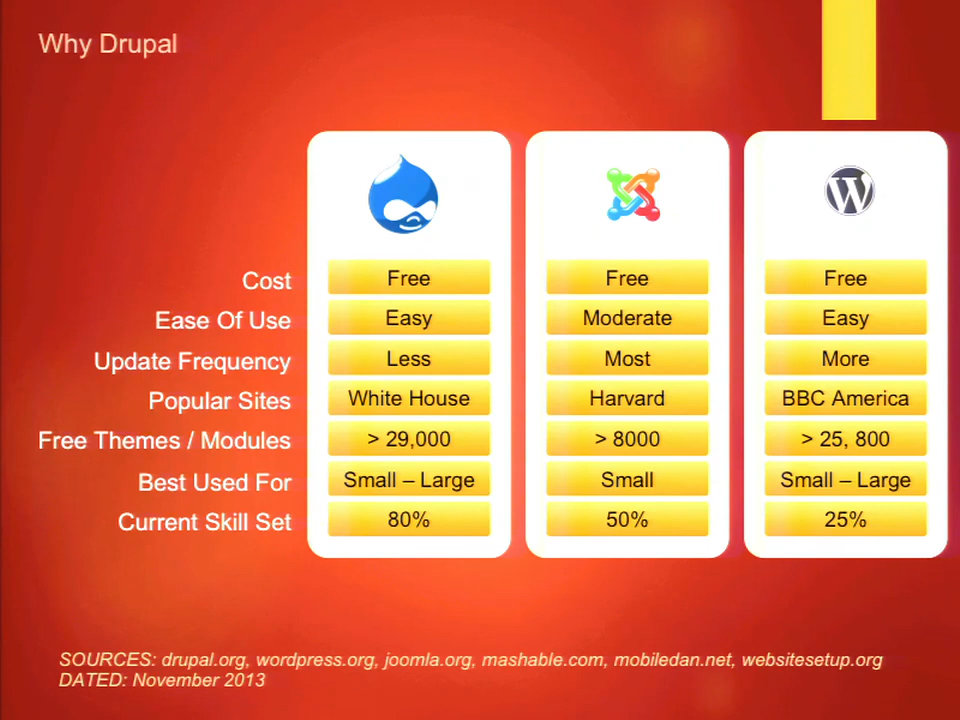 Why Drupal
W
Cost Free Free Free
Ease Of Use Easy Moderate Easy
Update Frequency Less Most More
Popular Sites White House Harvard BBC America
Free Themes / Modules > 29,000 > 8000 > 25, 800
Best Used For Small – Large Small Small – Large
Current Skill Set 80% 50% 25%
SOURCES: drupal.org, wordpress.org, joomla.org, mashable.com, mobiledan.net, websitesetup.org
DATED: November 2013